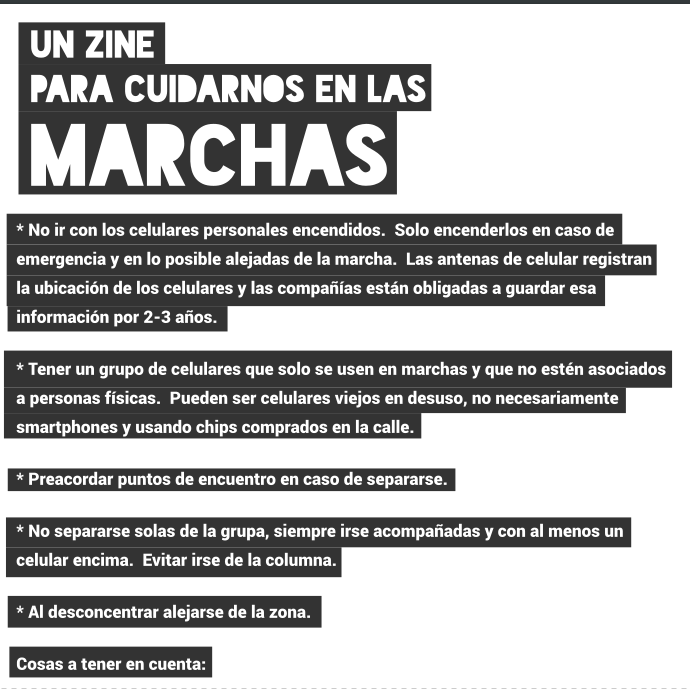 UN ZINE
PARA CUIDARNOS EN LAS
MARCHAS
* No ir con los celulares personales encendidos.  Solo encenderlos en caso de
emergencia y en lo posible alejadas de la marcha.  Las antenas de celular registran
la ubicación de los celulares y las compañías están obligadas a guardar esa
información por 2-3 años.
* Tener un grupo de celulares que solo se usen en marchas y que no estén asociados
a personas físicas.  Pueden ser celulares viejos en desuso, no necesariamente
smartphones y usando chips comprados en la calle.
* Preacordar puntos de encuentro en caso de separarse.
* No separarse solas de la grupa, siempre irse acompañadas y con al menos un
celular encima.  Evitar irse de la columna.
* Al desconcentrar alejarse de la zona.
Cosas a tener en cuenta: